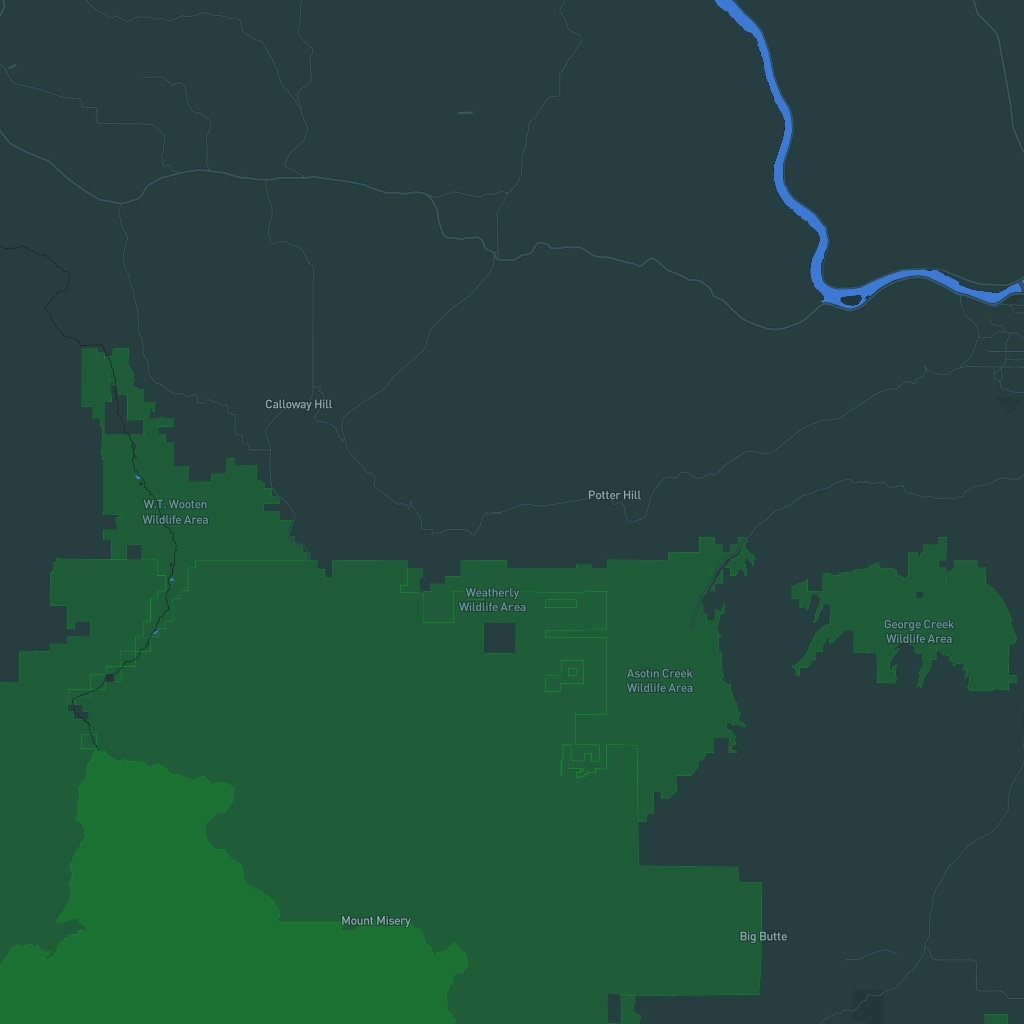 Calloway Hill
Potter Hill
W.T. Wooten
Wildlife Area
Weatherly
Wildlife Area
George Creek
Wildlife Area
Asotin Creek
Wildlife Area
Mount Misery
Big Butte